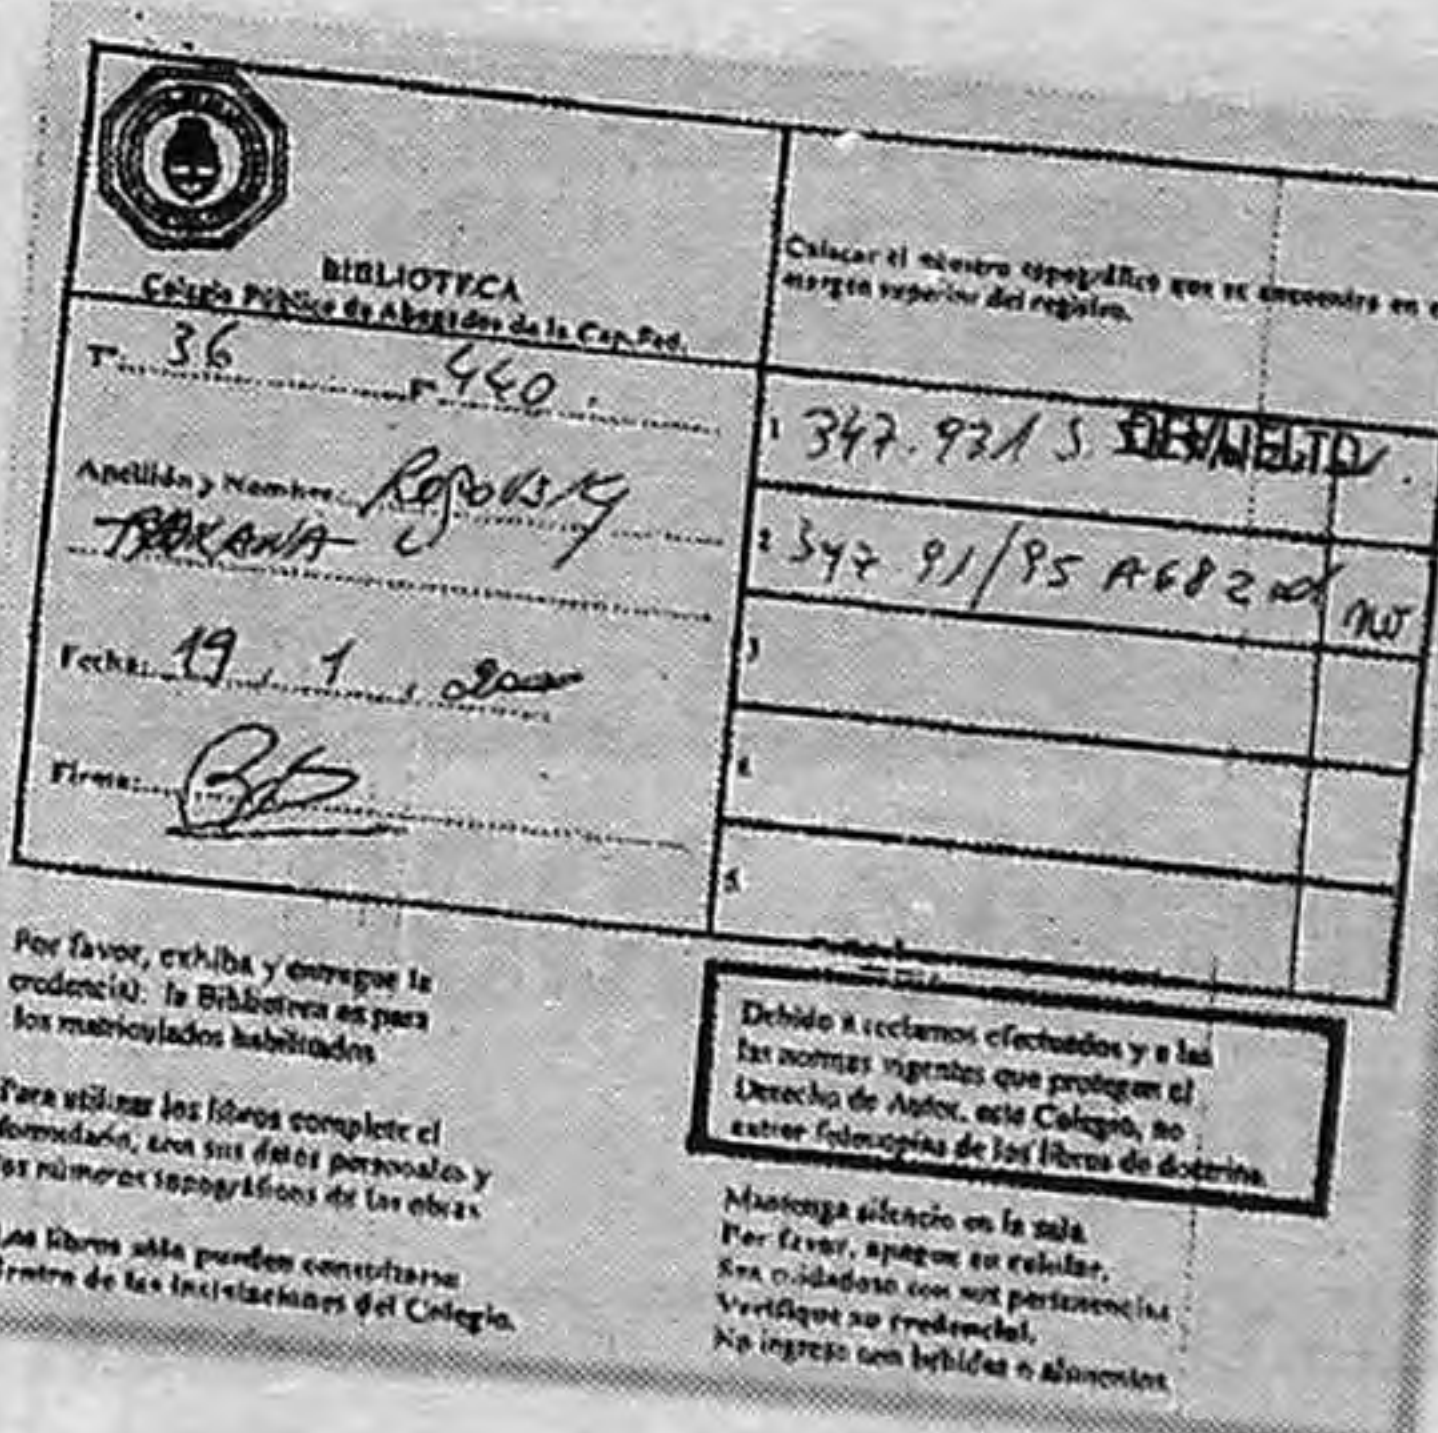 BIBLIOTECA
Colegio Público de Abogados de la Cap. Fed.
Tº: 36 Fº 440.
Apellido y Nombre: Rogovsky
Fecha: 19 . 1 . 2000
Firma:
Colocar el número topográfico que se encuentra en el
margen superior del registro.
1 347.931 S DEVUELTO
2 347.91/95 A682
3
4
5
Por favor, exhiba y entregue la
credencial: la Biblioteca es para
los matriculados habilitados
Para utilizar los libros complete el
formulario, con sus datos personales y
los números topográficos de las obras
Los libros sólo pueden consultarse
dentro de las instalaciones del Colegio.
Debido a reclamos efectuados y a las
las normas vigentes que protegen el
Derecho de Autor, este Colegio, no
extrae fotocopias de los libros de doctrina.
Mantenga silencio en la sala
Por favor, apague su celular.
Sea cuidadoso con sus pertenencias
Verifique su credencial.
No ingrese con bebidas o alimentos